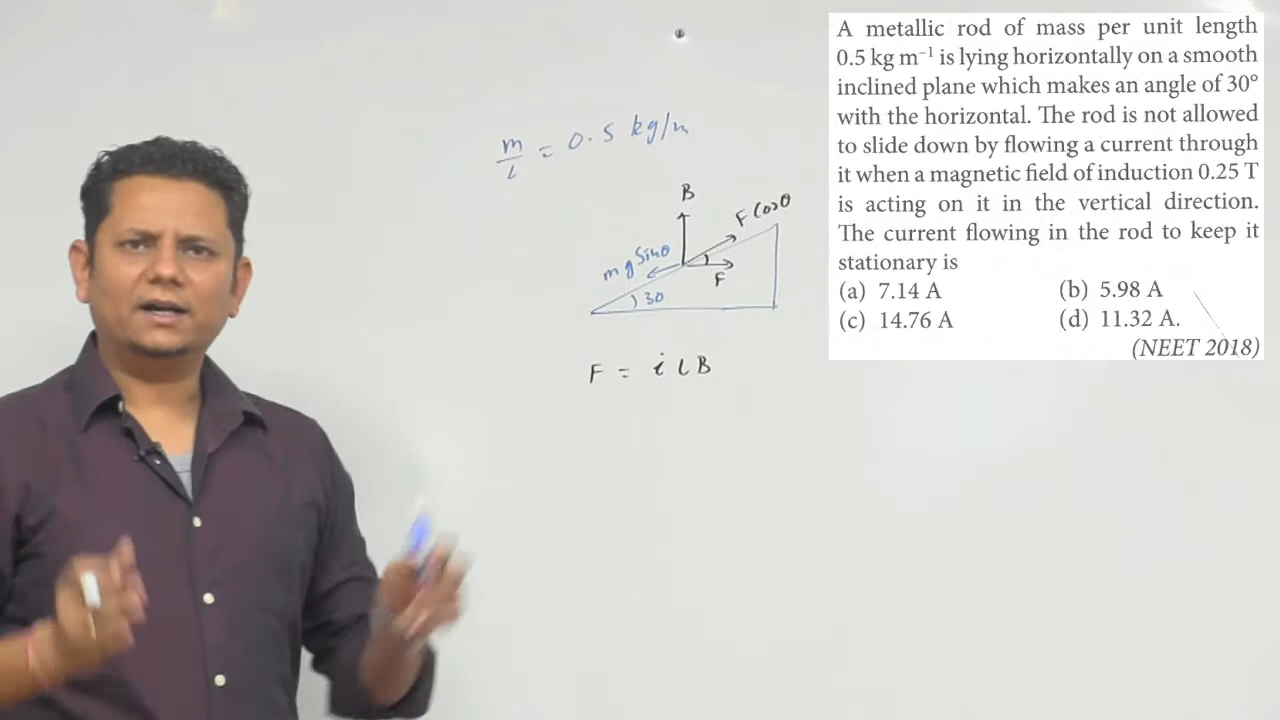 A metallic rod of mass per unit length
0.5 kg m⁻¹ is lying horizontally on a smooth
inclined plane which makes an angle of 30°
with the horizontal. The rod is not allowed
to slide down by flowing a current through
it when a magnetic field of induction 0.25 T
is acting on it in the vertical direction.
The current flowing in the rod to keep it
stationary is
(a) 7.14 A (b) 5.98 A
(c) 14.76 A (d) 11.32 A.
(NEET 2018)
m/l = 0.5 kg/m
B
F Cosθ
mg Sinθ
F
30
F = ilB